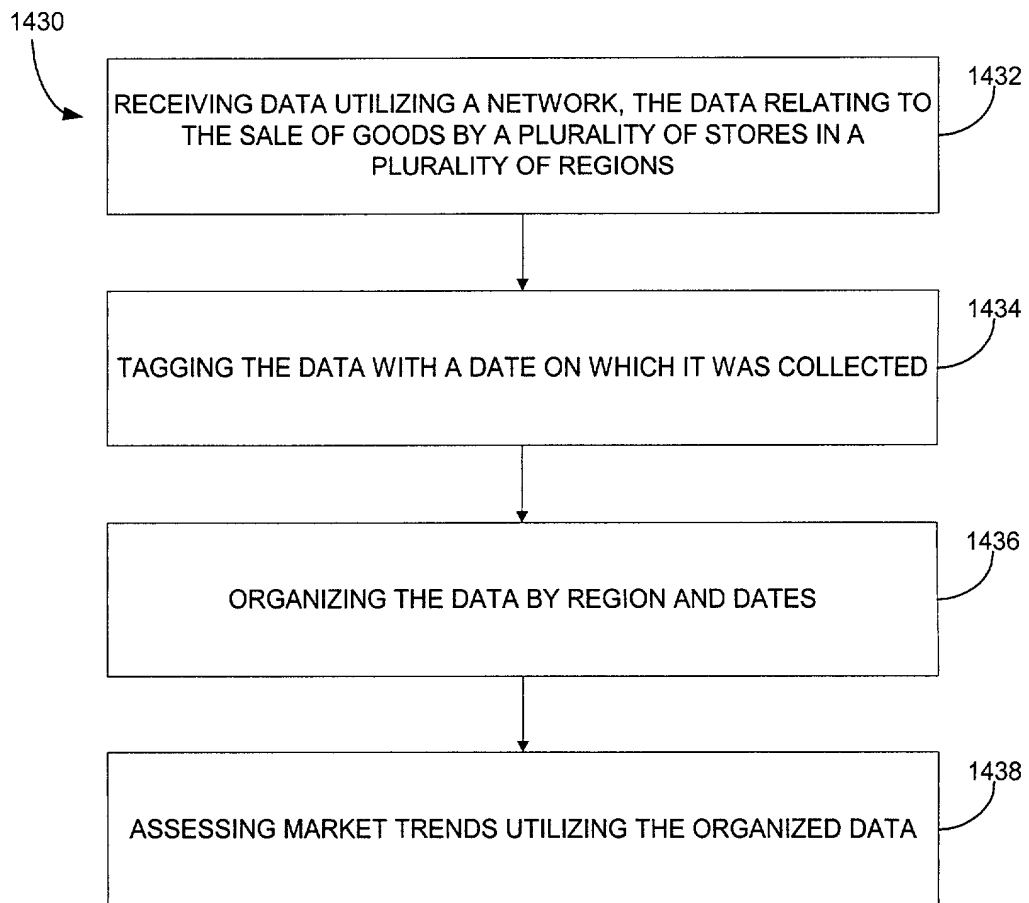 1430
1432
RECEIVING DATA UTILIZING A NETWORK, THE DATA RELATING TO
THE SALE OF GOODS BY A PLURALITY OF STORES IN A
PLURALITY OF REGIONS
1434
TAGGING THE DATA WITH A DATE ON WHICH IT WAS COLLECTED
1436
ORGANIZING THE DATA BY REGION AND DATES
1438
ASSESSING MARKET TRENDS UTILIZING THE ORGANIZED DATA